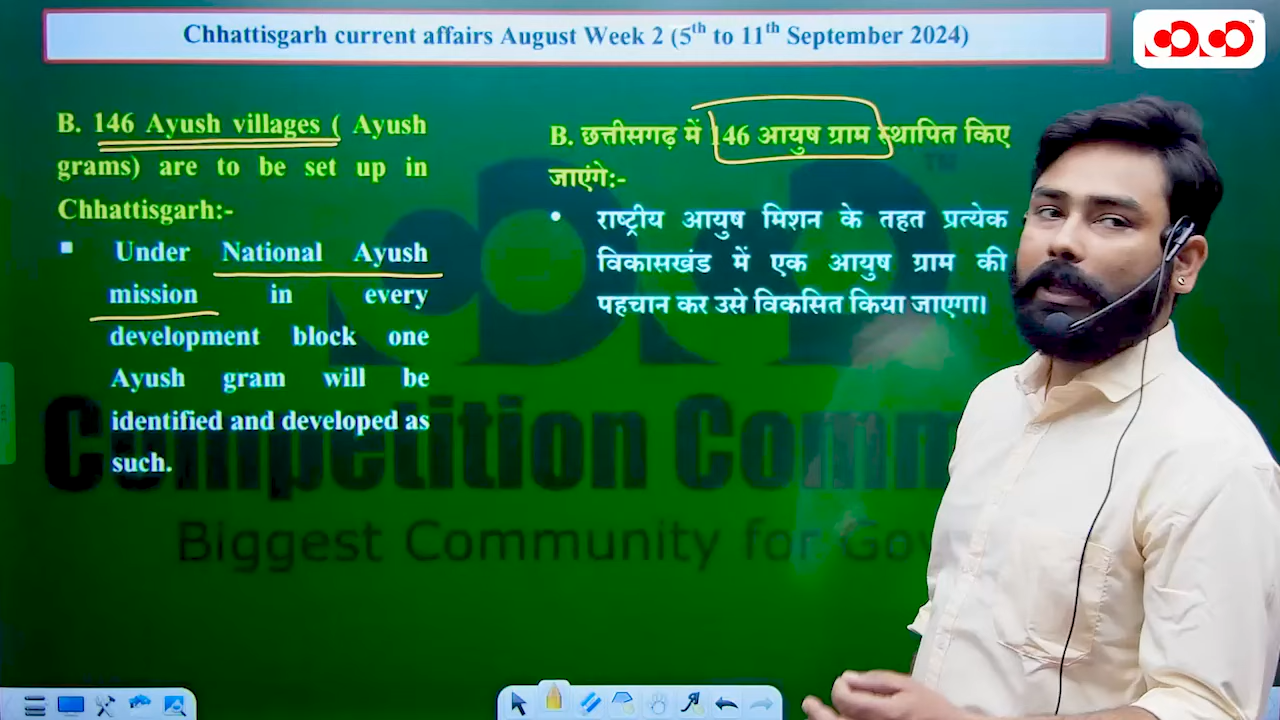 Chhattisgarh current affairs August Week 2 (5th to 11th September 2024)
B. 146 Ayush villages ( Ayush
grams) are to be set up in
Chhattisgarh:-
Under National Ayush
mission in every
development block one
Ayush gram will be
identified and developed as
such.
B. छत्तीसगढ़ में 146 आयुष ग्राम स्थापित किए
जाएंगे:-
राष्ट्रीय आयुष मिशन के तहत प्रत्येक
विकासखंड में एक आयुष ग्राम की
पहचान कर उसे विकसित किया जाएगा।
Competition Comm
Biggest Community for Gov
TM